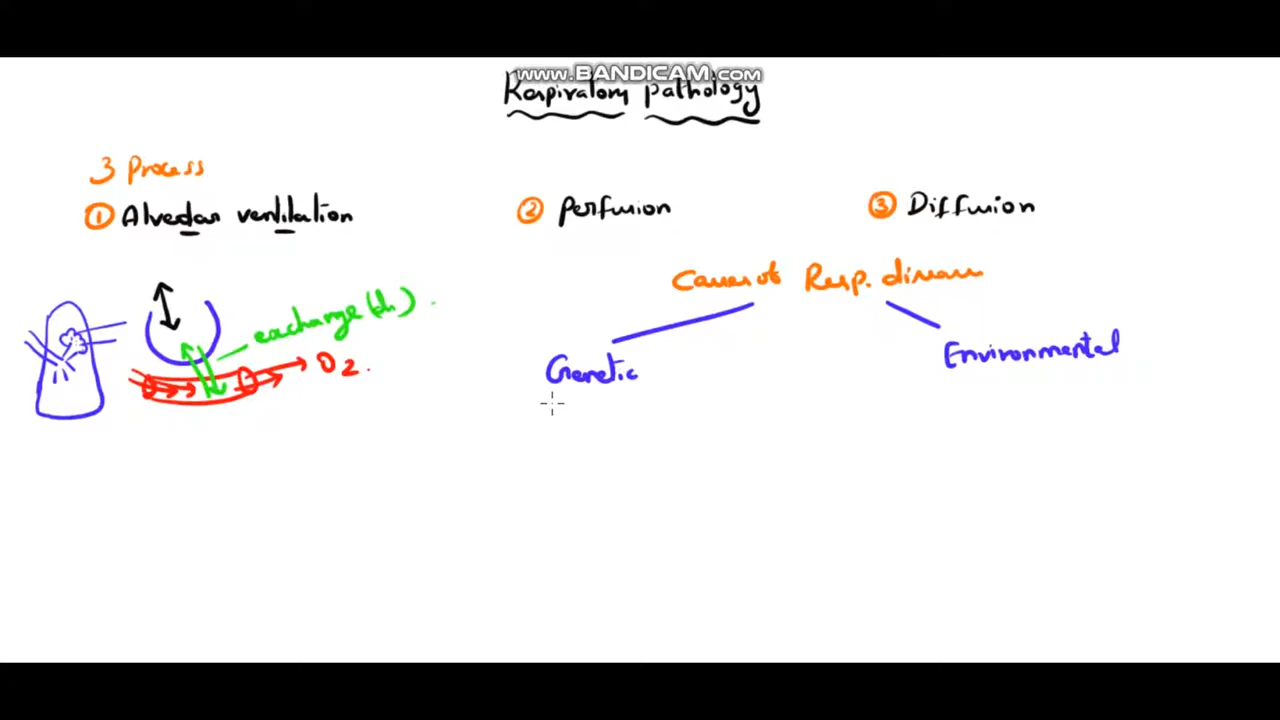 www.BANDICAM.com
Respiratory pathology
3 Process
① Alveolar ventilation
② Perfusion
③ Diffusion
Causes of Resp. disease
exchange
O2.
Genetic
Environmental